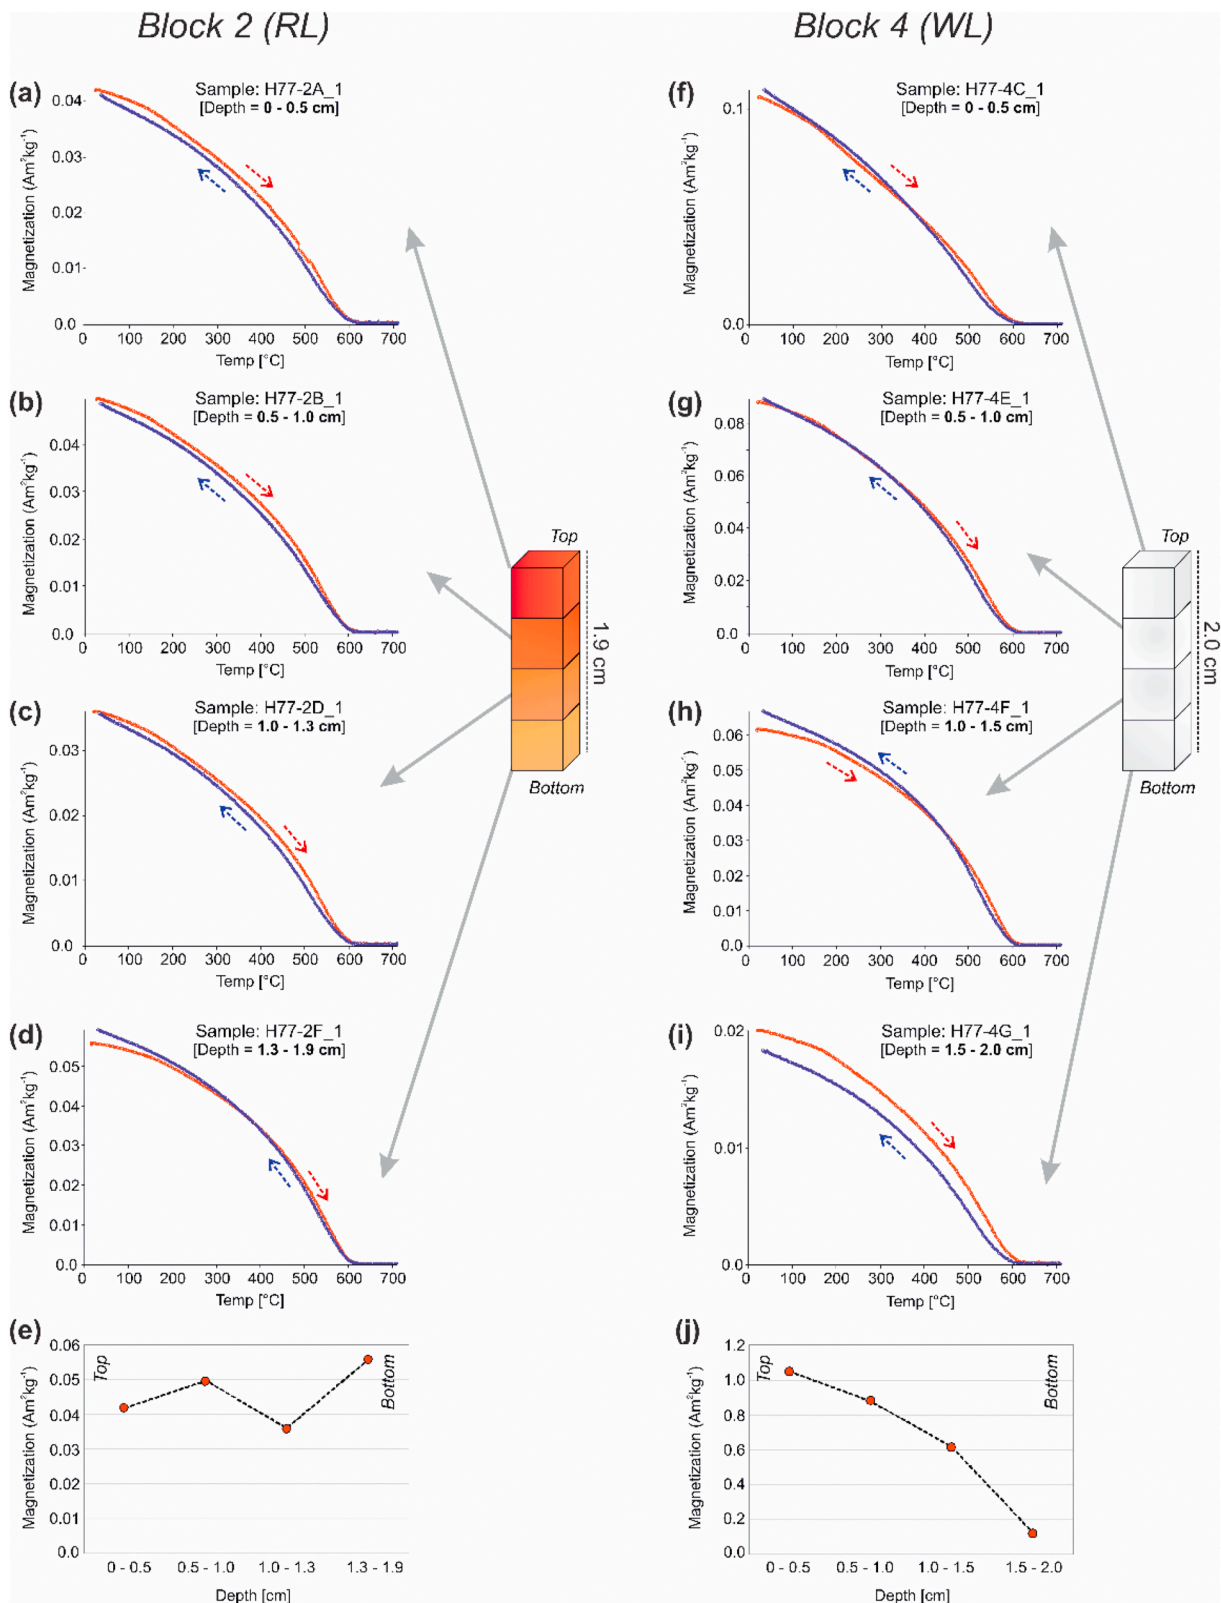 Block 2 (RL)
Block 4 (WL)
(a)
Sample: H77-2A_1
[Depth = 0 - 0.5 cm]
Magnetization (Am²kg⁻¹)
0.04
0.03
0.02
0.01
0.0
0 100 200 300 400 500 600 700
Temp [°C]
(f)
Sample: H77-4C_1
[Depth = 0 - 0.5 cm]
Magnetization (Am²kg⁻¹)
0.1
0.0
0 100 200 300 400 500 600 700
Temp [°C]
(b)
Sample: H77-2B_1
[Depth = 0.5 - 1.0 cm]
Magnetization (Am²kg⁻¹)
0.04
0.03
0.02
0.01
0.0
0 100 200 300 400 500 600 700
Temp [°C]
Top
1.9 cm
Bottom
(g)
Sample: H77-4E_1
[Depth = 0.5 - 1.0 cm]
Magnetization (Am²kg⁻¹)
0.08
0.06
0.04
0.02
0.0
0 100 200 300 400 500 600 700
Temp [°C]
Top
2.0 cm
Bottom
(c)
Sample: H77-2D_1
[Depth = 1.0 - 1.3 cm]
Magnetization (Am²kg⁻¹)
0.03
0.02
0.01
0.0
0 100 200 300 400 500 600 700
Temp [°C]
(h)
Sample: H77-4F_1
[Depth = 1.0 - 1.5 cm]
Magnetization (Am²kg⁻¹)
0.06
0.05
0.04
0.03
0.02
0.01
0.0
0 100 200 300 400 500 600 700
Temp [°C]
(d)
Sample: H77-2F_1
[Depth = 1.3 - 1.9 cm]
Magnetization (Am²kg⁻¹)
0.05
0.04
0.03
0.02
0.01
0.0
0 100 200 300 400 500 600 700
Temp [°C]
(i)
Sample: H77-4G_1
[Depth = 1.5 - 2.0 cm]
Magnetization (Am²kg⁻¹)
0.02
0.01
0.0
0 100 200 300 400 500 600 700
Temp [°C]
(e)
Magnetization (Am²kg⁻¹)
0.06
0.05
0.04
0.03
0.02
0.01
0.0
Top
Bottom
0 - 0.5 0.5 - 1.0 1.0 - 1.3 1.3 - 1.9
Depth [cm]
(j)
Magnetization (Am²kg⁻¹)
1.2
1.0
0.8
0.6
0.4
0.2
0.0
Top
Bottom
0 - 0.5 0.5 - 1.0 1.0 - 1.5 1.5 - 2.0
Depth [cm]